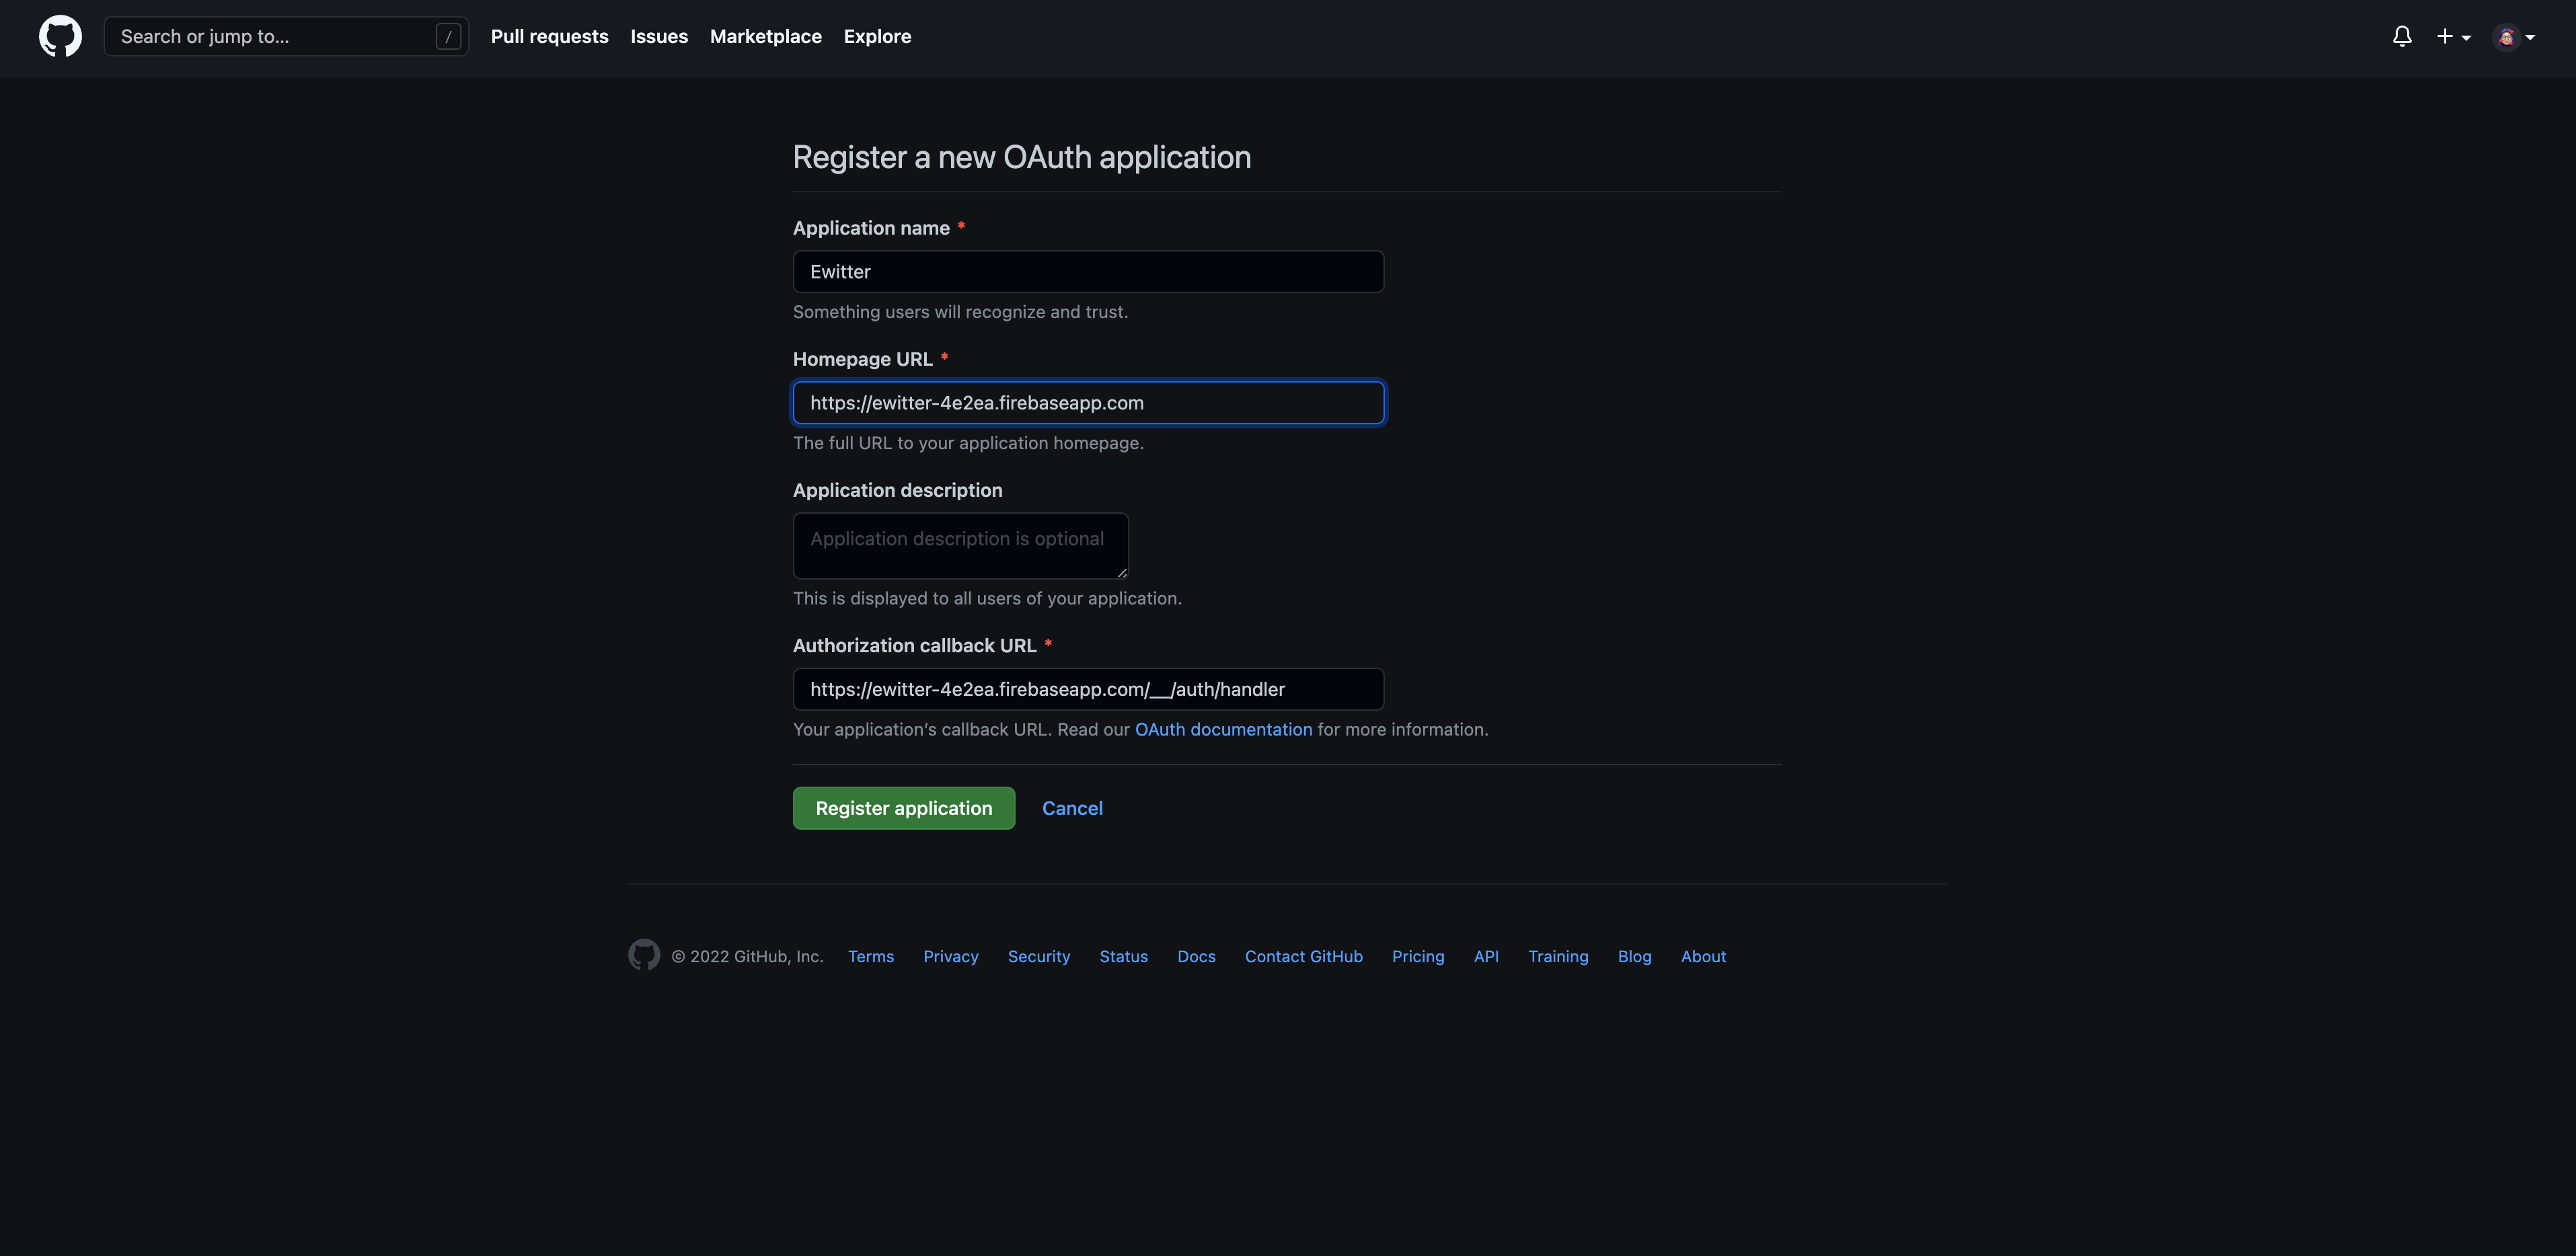 Search or jump to... /
Pull requests Issues Marketplace Explore
Register a new OAuth application
Application name *
Ewitter
Something users will recognize and trust.
Homepage URL *
https://ewitter-4e2ea.firebaseapp.com
The full URL to your application homepage.
Application description
Application description is optional
This is displayed to all users of your application.
Authorization callback URL *
https://ewitter-4e2ea.firebaseapp.com/__/auth/handler
Your application’s callback URL. Read our OAuth documentation for more information.
Register application Cancel
© 2022 GitHub, Inc. Terms Privacy Security Status Docs Contact GitHub Pricing API Training Blog About